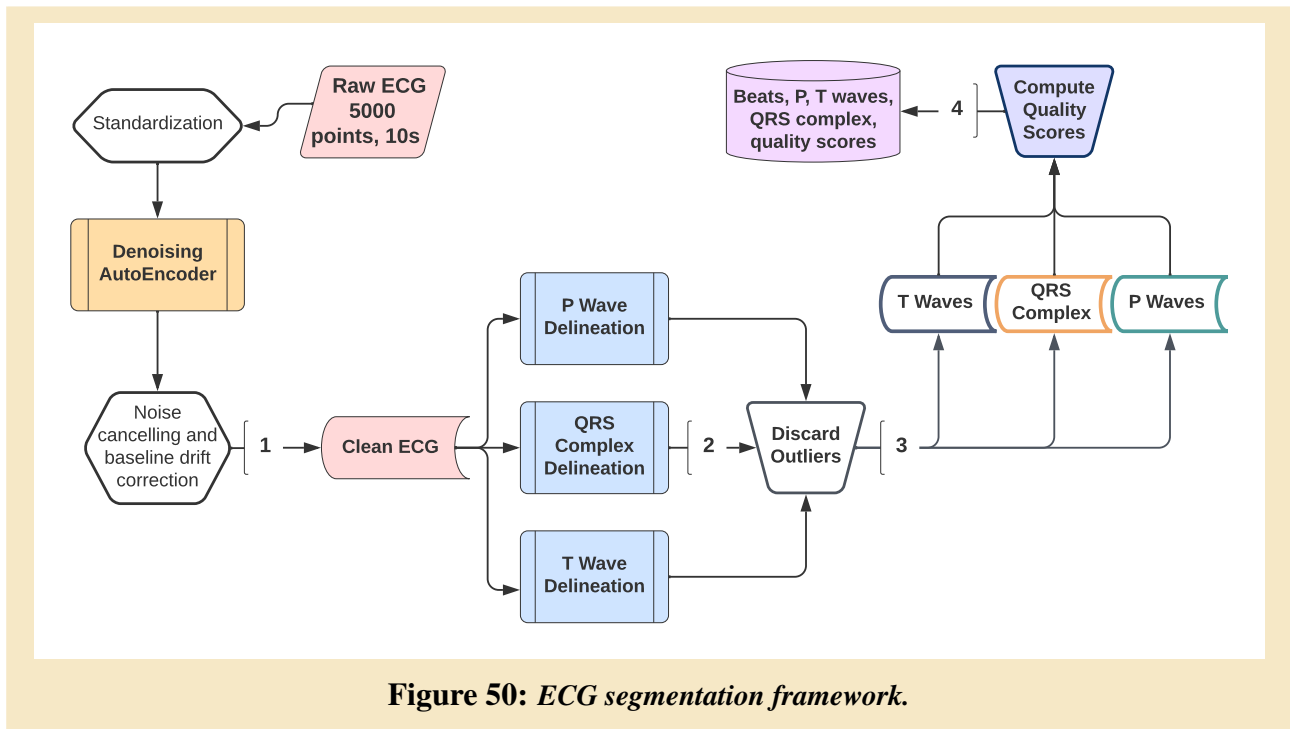 Raw ECG
5000
points, 10s
Standardization
Denoising
AutoEncoder
Noise
cancelling and
baseline drift
correction
1
Clean ECG
P Wave
Delineation
QRS
Complex
Delineation
T Wave
Delineation
2
Discard
Outliers
3
T Waves
QRS
Complex
P Waves
Compute
Quality
Scores
4
Beats, P, T waves,
QRS complex,
quality scores
Figure 50: ECG segmentation framework.